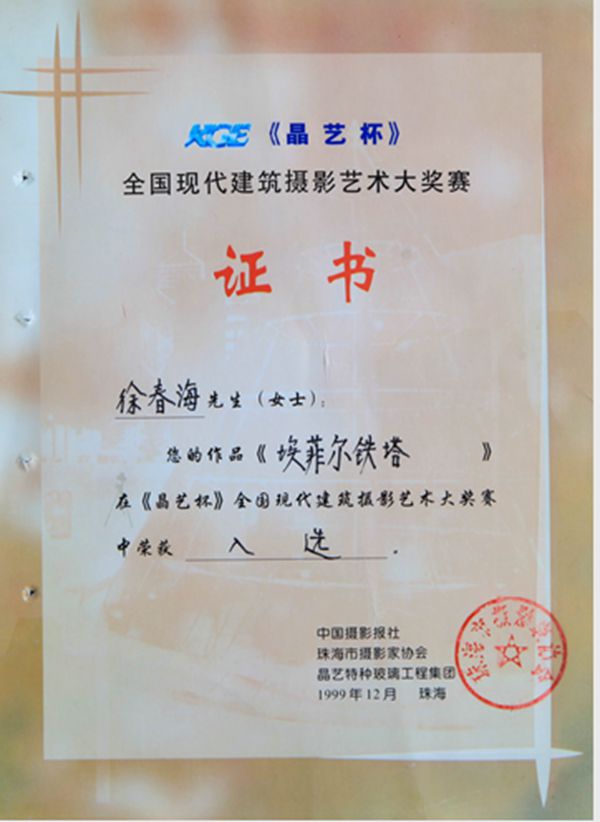 KGE《晶艺杯》
全国现代建筑摄影艺术大奖赛
证书
徐春海先生（女士）：
您的作品《埃菲尔铁塔》
在《晶艺杯》全国现代建筑摄影艺术大奖赛
中荣获 入选．
中国摄影报社
珠海市摄影家协会
晶艺特种玻璃工程集团
1999年12月 珠海